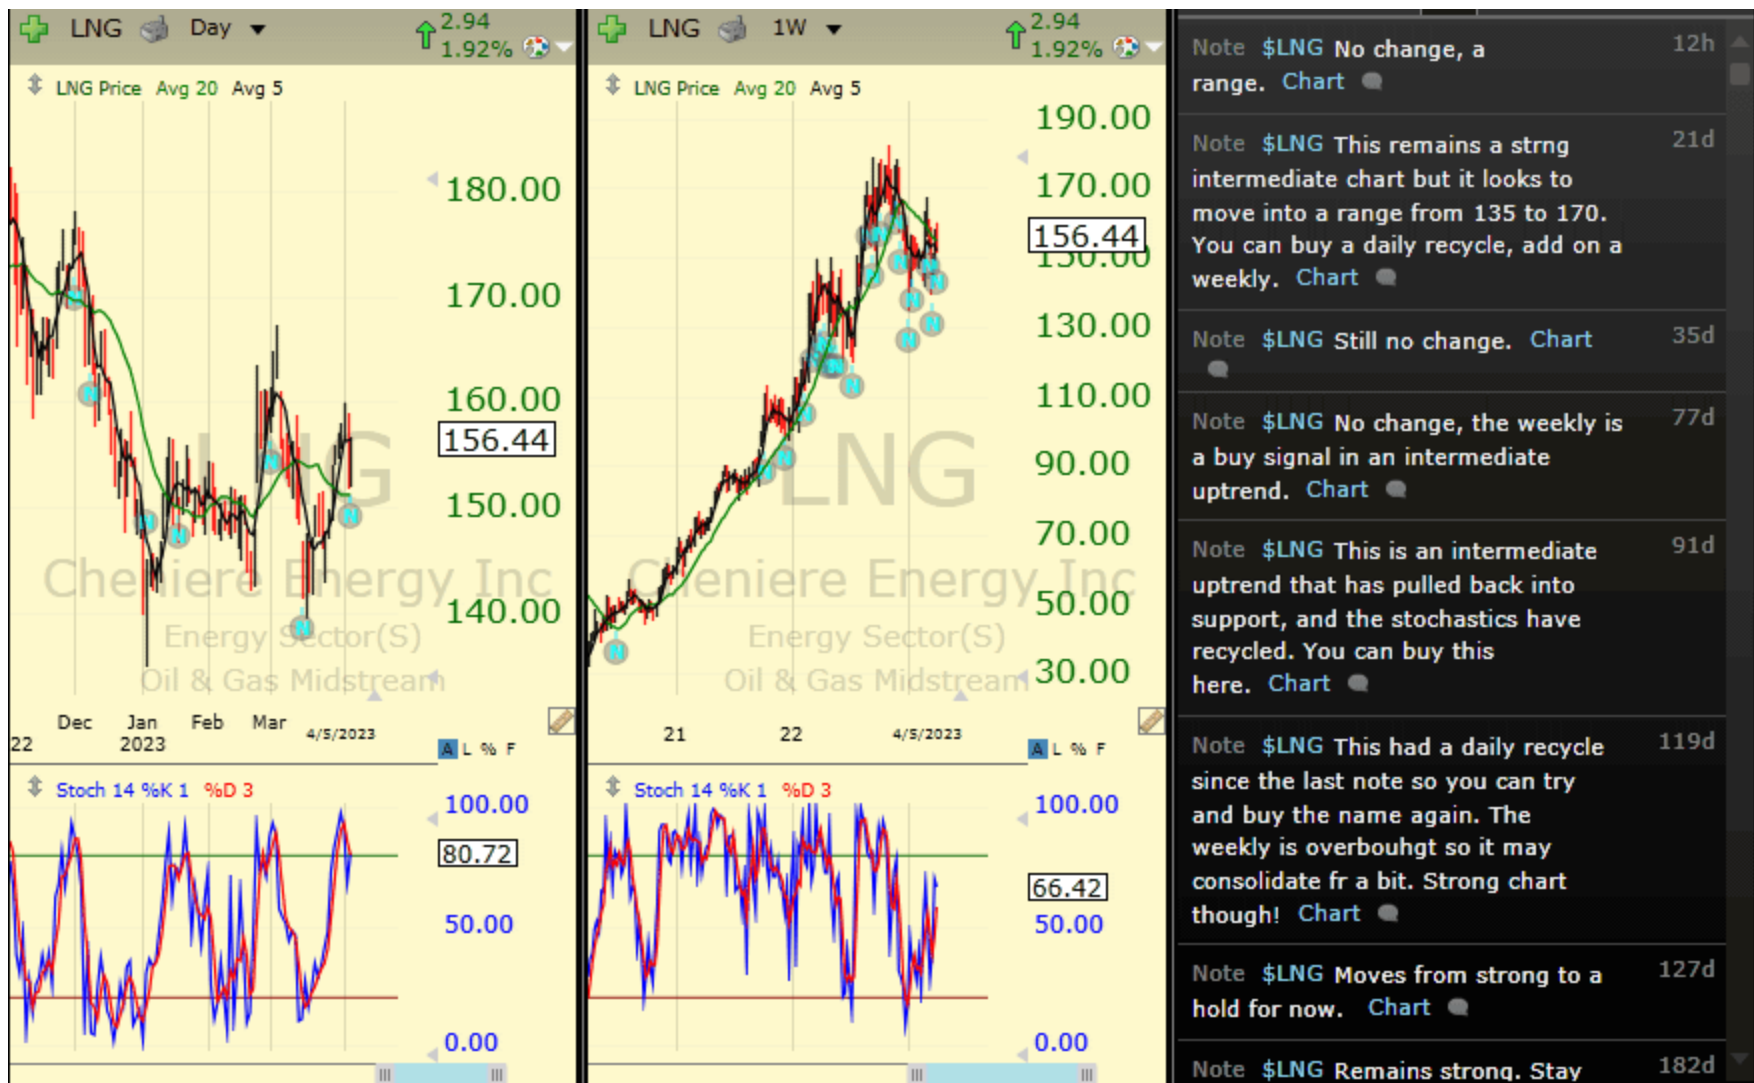 LNG Day 2.94
1.92%
LNG Price Avg 20 Avg 5
180.00
170.00
160.00
156.44
150.00
140.00
LNG
Cheniere Energy Inc
Energy Sector(S)
Oil & Gas Midstream
Dec Jan Feb Mar 4/5/2023
22 2023
A L % F
Stoch 14 %K 1 %D 3
100.00
80.72
50.00
0.00
LNG 1W 2.94
1.92%
LNG Price Avg 20 Avg 5
190.00
170.00
156.44
150.00
130.00
110.00
90.00
70.00
50.00
30.00
LNG
Cheniere Energy Inc
Energy Sector(S)
Oil & Gas Midstream
21 22 4/5/2023
A L % F
Stoch 14 %K 1 %D 3
100.00
66.42
50.00
0.00
Note $LNG No change, a 12h
range. Chart
Note $LNG This remains a strng 21d
intermediate chart but it looks to
move into a range from 135 to 170.
You can buy a daily recycle, add on a
weekly. Chart
Note $LNG Still no change. Chart 35d
Note $LNG No change, the weekly is 77d
a buy signal in an intermediate
uptrend. Chart
Note $LNG This is an intermediate 91d
uptrend that has pulled back into
support, and the stochastics have
recycled. You can buy this
here. Chart
Note $LNG This had a daily recycle 119d
since the last note so you can try
and buy the name again. The
weekly is overbouhgt so it may
consolidate fr a bit. Strong chart
though! Chart
Note $LNG Moves from strong to a 127d
hold for now. Chart
Note $LNG Remains strong. Stay 182d